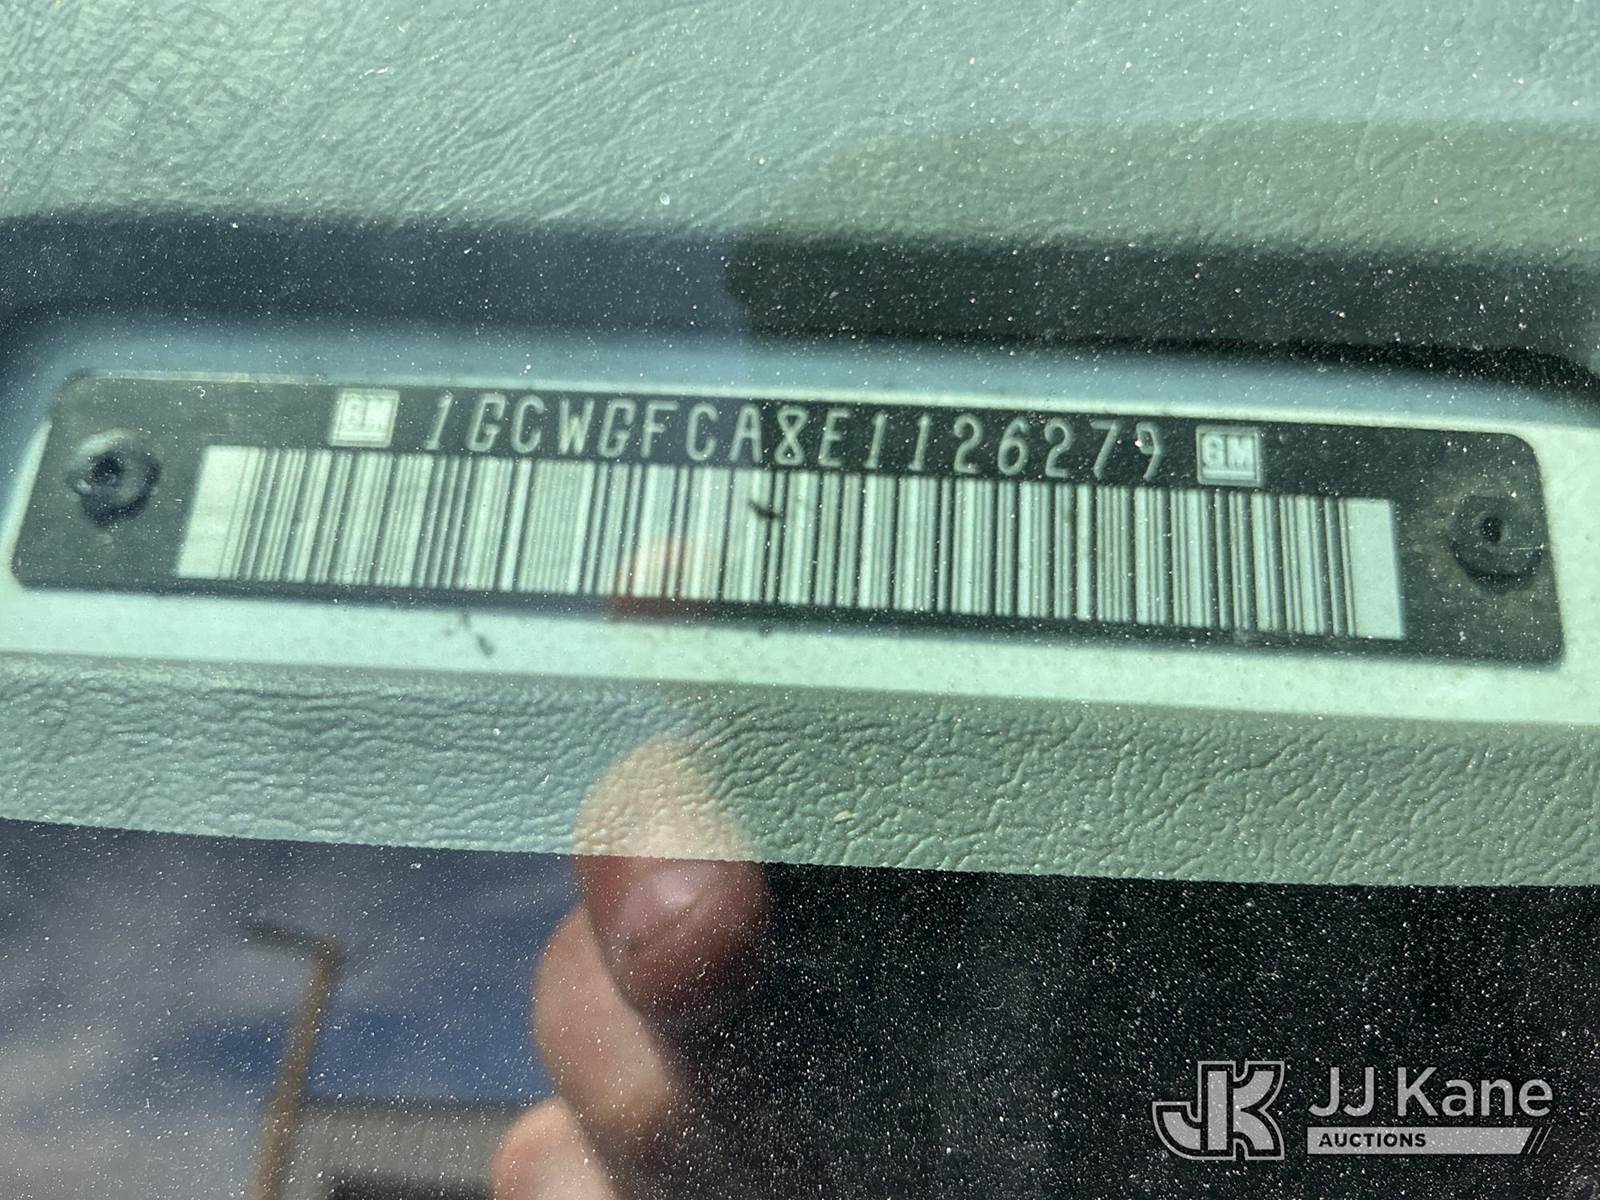 GM 1GCWGFCA8E1126279 GM
JK JJ Kane
AUCTIONS